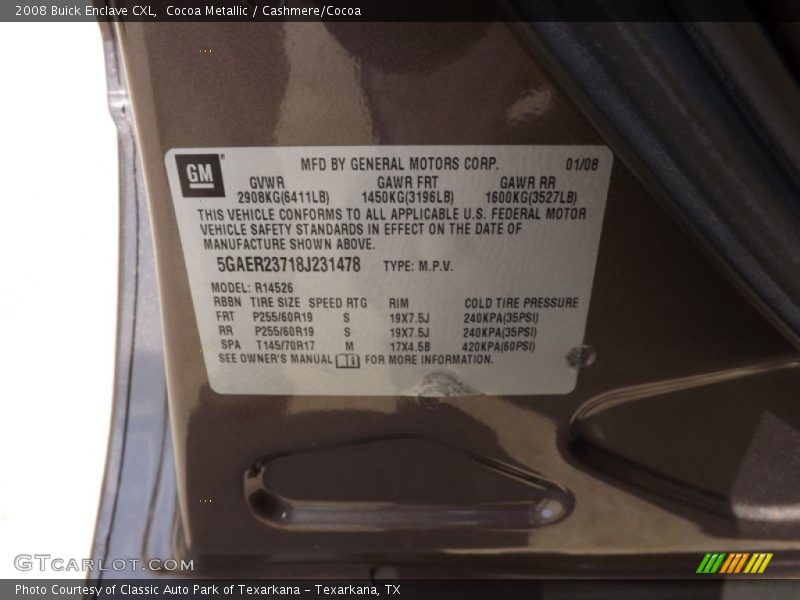 2008 Buick Enclave CXL,  Cocoa Metallic / Cashmere/Cocoa
GM
MFD BY GENERAL MOTORS CORP. 01/08
GVWR GAWR FRT GAWR RR
2908KG(6411LB) 1450KG(3196LB) 1600KG(3527LB)
THIS VEHICLE CONFORMS TO ALL APPLICABLE U.S. FEDERAL MOTOR
VEHICLE SAFETY STANDARDS IN EFFECT ON THE DATE OF
MANUFACTURE SHOWN ABOVE.
5GAER23718J231478 TYPE: M.P.V.
MODEL: R14526
RBBN TIRE SIZE SPEED RTG RIM COLD TIRE PRESSURE
FRT P255/60R19 S 19X7.5J 240KPA(35PSI)
RR P255/60R19 S 19X7.5J 240KPA(35PSI)
SPA T145/70R17 M 17X4.5B 420KPA(60PSI)
SEE OWNER'S MANUAL FOR MORE INFORMATION.
GTCARLOT.COM
Photo Courtesy of Classic Auto Park of Texarkana – Texarkana, TX